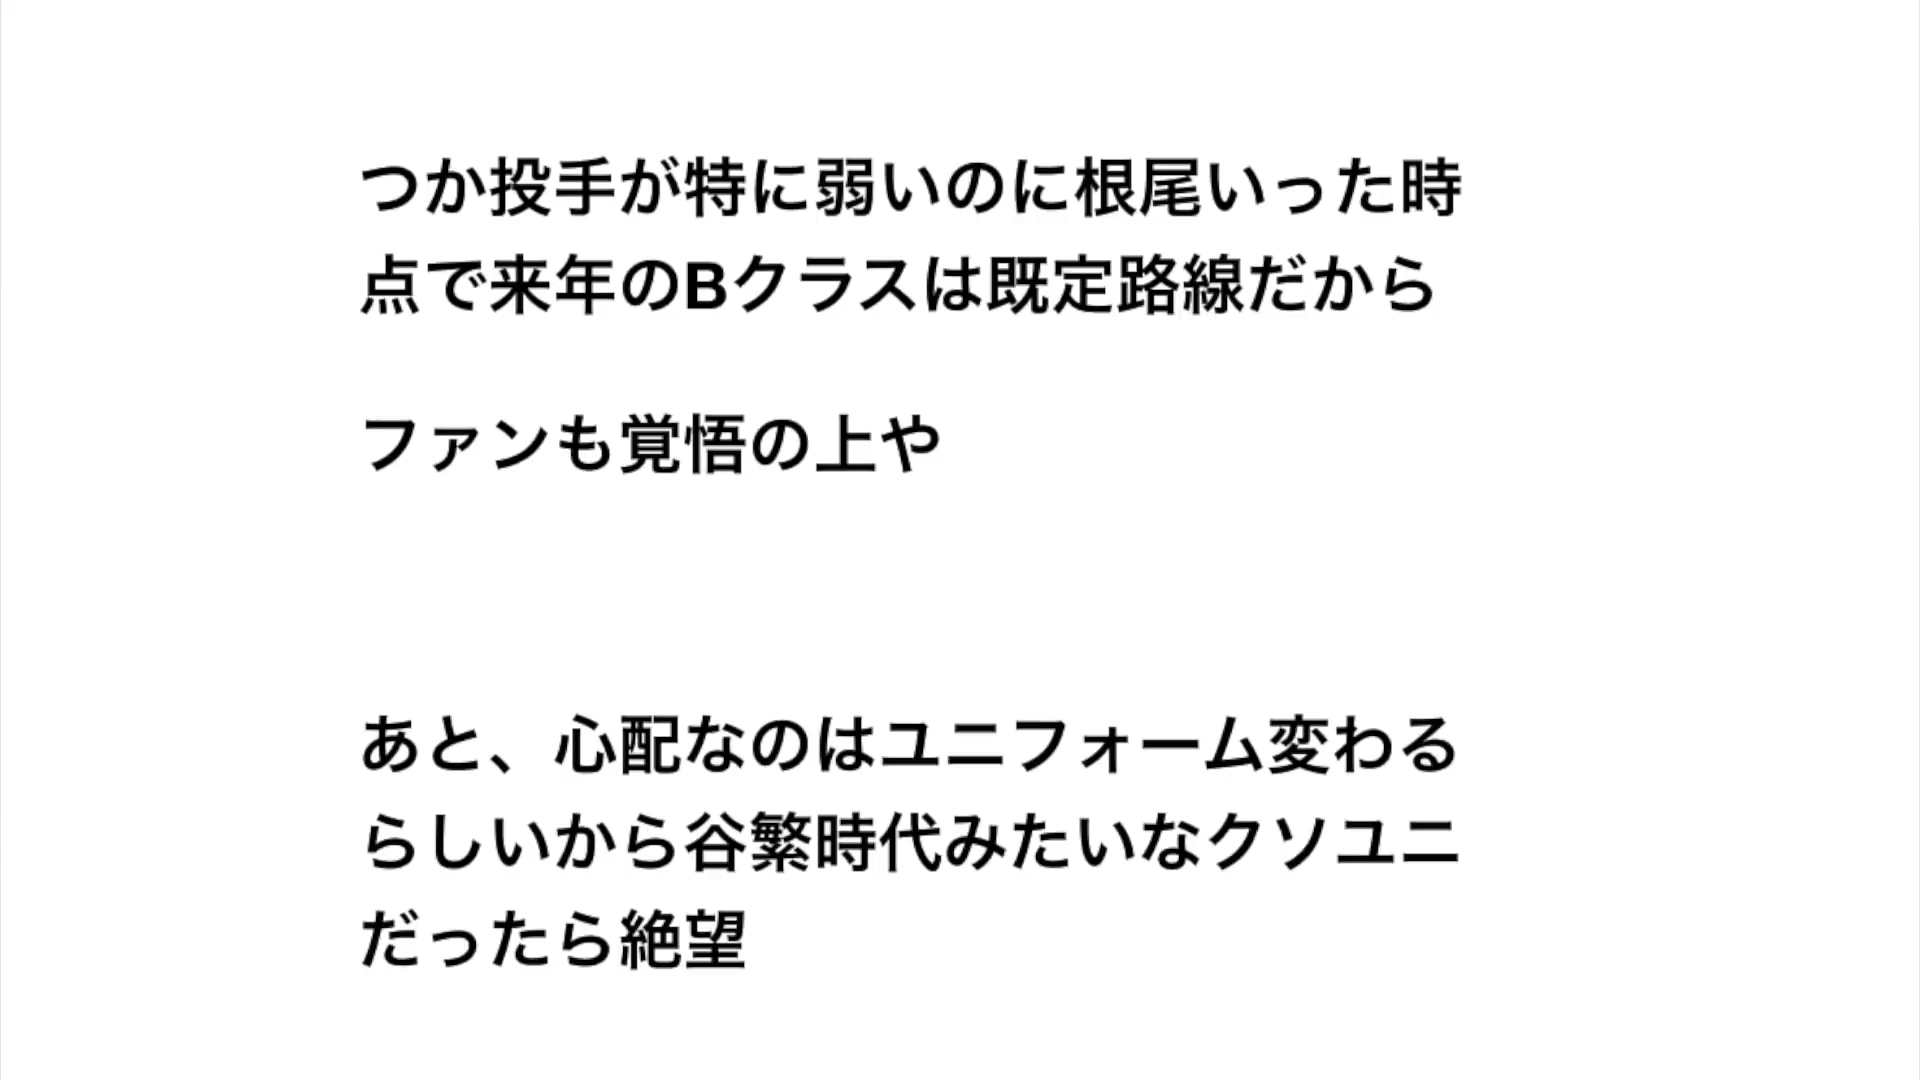 つか投手が特に弱いのに根尾いった時
点で来年のBクラスは既定路線だから
ファンも覚悟の上や
あと、心配なのはユニフォーム変わる
らしいから谷繁時代みたいなクソユニ
だったら絶望